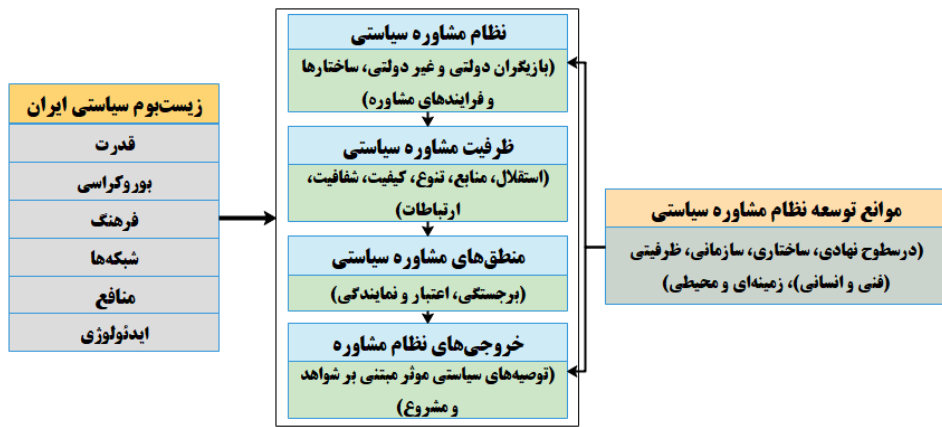 نظام مشاوره سیاستی
(بازیگران دولتی و غیر دولتی، ساختارها
و فرایندهای مشاوره)
ظرفیت مشاوره سیاستی
(استقلال، منابع، تنوع، کیفیت، شفافیت،
ارتباطات)
منطق‌های مشاوره سیاستی
(برجستگی، اعتبار و نمایندگی)
خروجی‌های نظام مشاوره
(توصیه‌های سیاستی موثر مبتنی بر شواهد
و مشروع)
موانع توسعه نظام مشاوره سیاستی
(درسطوح نهادی، ساختاری، سازمانی، ظرفیتی
(فنی و انسانی)، زمینه‌ای و محیطی)
زیست‌بوم سیاستی ایران
قدرت
بوروکراسی
فرهنگ
شبکه‌ها
منافع
ایدئولوژی